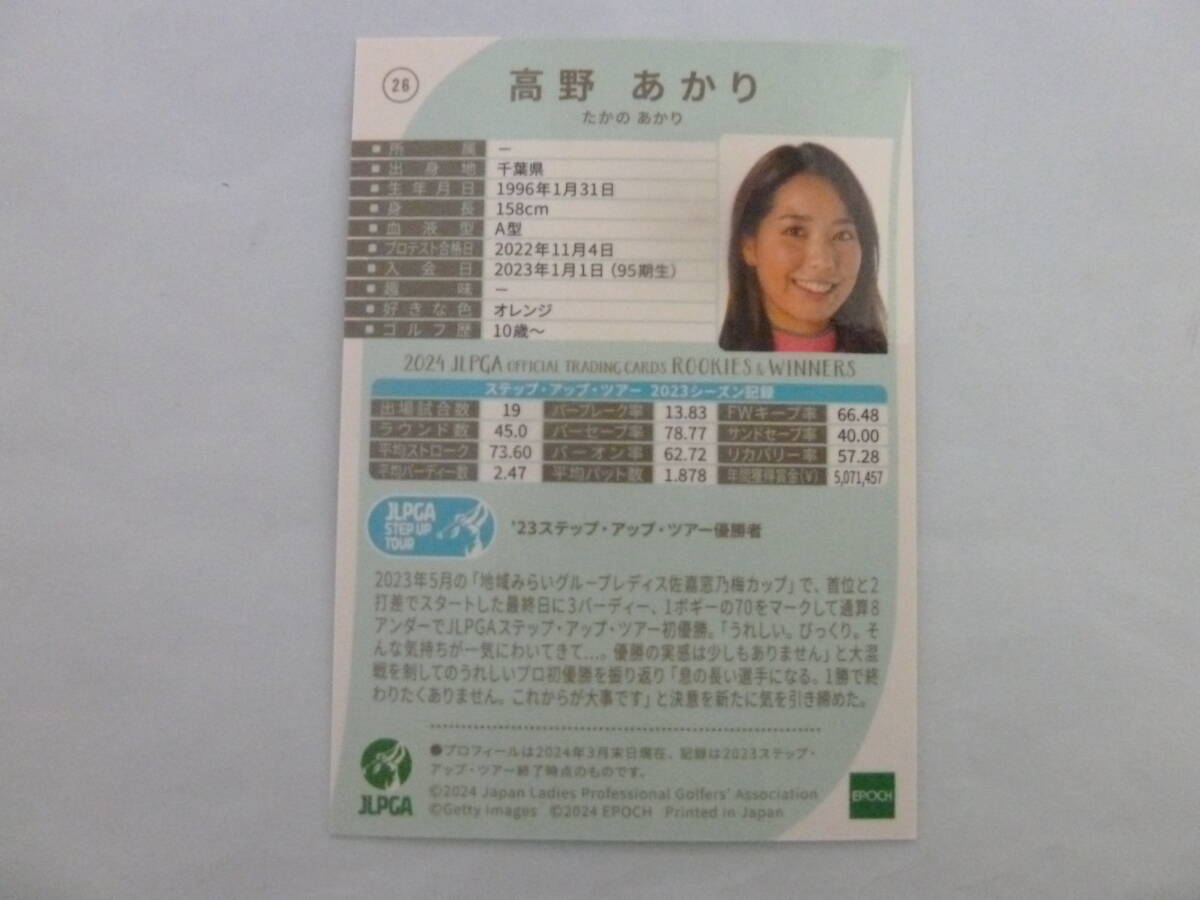 26
高野 あかり
たかの あかり
■所属 ー
■出身地 千葉県
■生年月日 1996年1月31日
■身長 158cm
■血液型 A型
■プロテスト合格日 2022年11月4日
■入会日 2023年1月1日（95期生）
■趣味 ー
■好きな色 オレンジ
■ゴルフ歴 10歳〜
2024 JLPGA OFFICIAL TRADING CARDS ROOKIES & WINNERS
ステップ・アップ・ツアー 2023シーズン記録
出場試合数 19 パーブレーク率 13.83 FWキープ率 66.48
ラウンド数 45.0 パーセーブ率 78.77 サンドセーブ率 40.00
平均ストローク 73.60 パーオン率 62.72 リカバリー率 57.28
平均バーディー数 2.47 平均パット数 1.878 年間獲得賞金(¥) 5,071,457
JLPGA
STEP UP
TOUR
'23ステップ・アップ・ツアー優勝者
2023年5月の「地域みらいグループレディス佐嘉窓乃梅カップ」で、首位と2
打差でスタートした最終日に3バーディー、1ボギーの70をマークして通算8
アンダーでJLPGAステップ・アップ・ツアー初優勝。「うれしい。びっくり。そ
んな気持ちが一気にわいてきて…。優勝の実感は少しもありません」と大混
戦を制してのうれしいプロ初優勝を振り返り「息の長い選手になる。1勝で終
わりたくありません。これからが大事です」と決意を新たに気を引き締めた。
●プロフィールは2024年3月末日現在、記録は2023ステップ・
アップ・ツアー終了時点のものです。
©2024 Japan Ladies Professional Golfers' Association
©Getty Images ©2024 EPOCH Printed in Japan
JLPGA
EPOCH